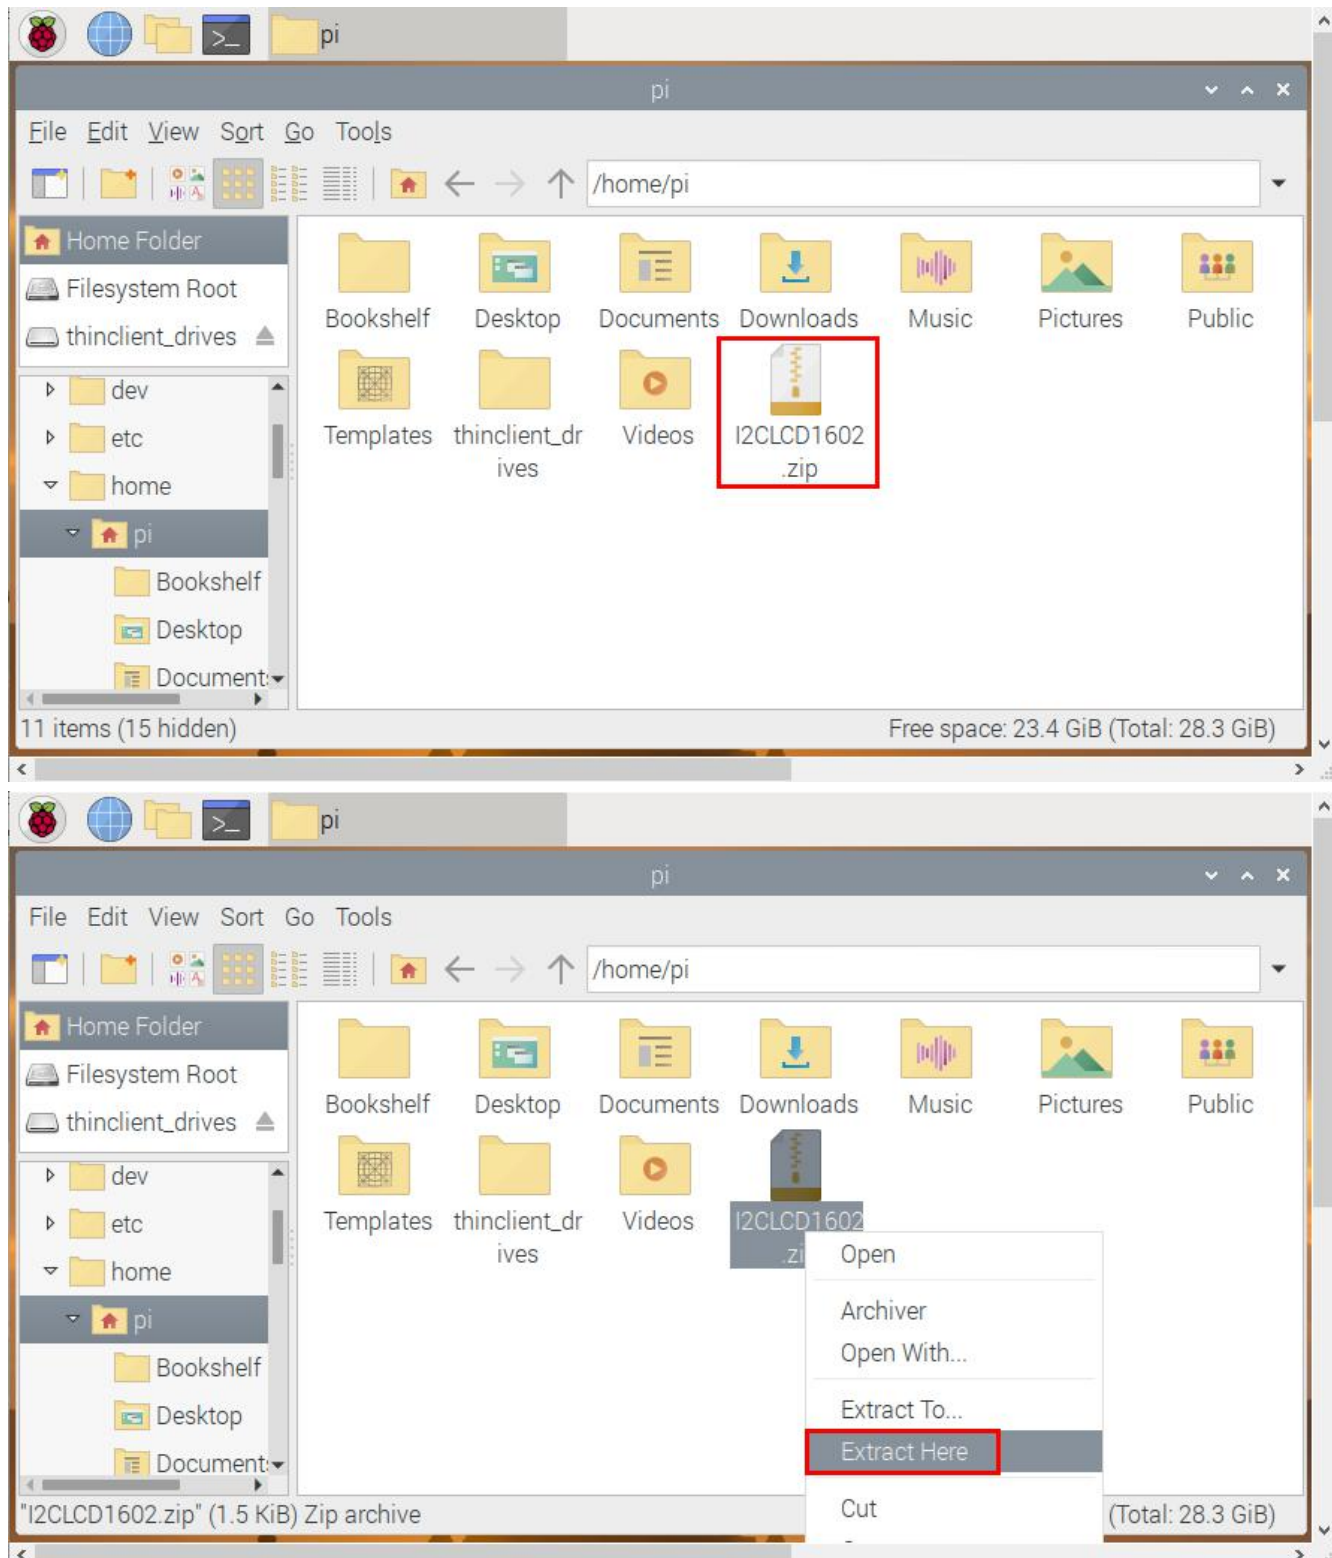 pi
pi
File Edit View Sort Go Tools
/home/pi
Home Folder
Filesystem Root
thinclient_drives
dev
etc
home
pi
Bookshelf
Desktop
Document
Bookshelf Desktop Documents Downloads Music Pictures Public
Templates thinclient_dr Videos I2CLCD1602
ives .zip
11 items (15 hidden) Free space: 23.4 GiB (Total: 28.3 GiB)
pi
pi
File Edit View Sort Go Tools
/home/pi
Home Folder
Filesystem Root
thinclient_drives
dev
etc
home
pi
Bookshelf
Desktop
Document
Bookshelf Desktop Documents Downloads Music Pictures Public
Templates thinclient_dr Videos I2CLCD1602
ives .zi
Open
Archiver
Open With...
Extract To...
Extract Here
Cut
"I2CLCD1602.zip" (1.5 KiB) Zip archive (Total: 28.3 GiB)